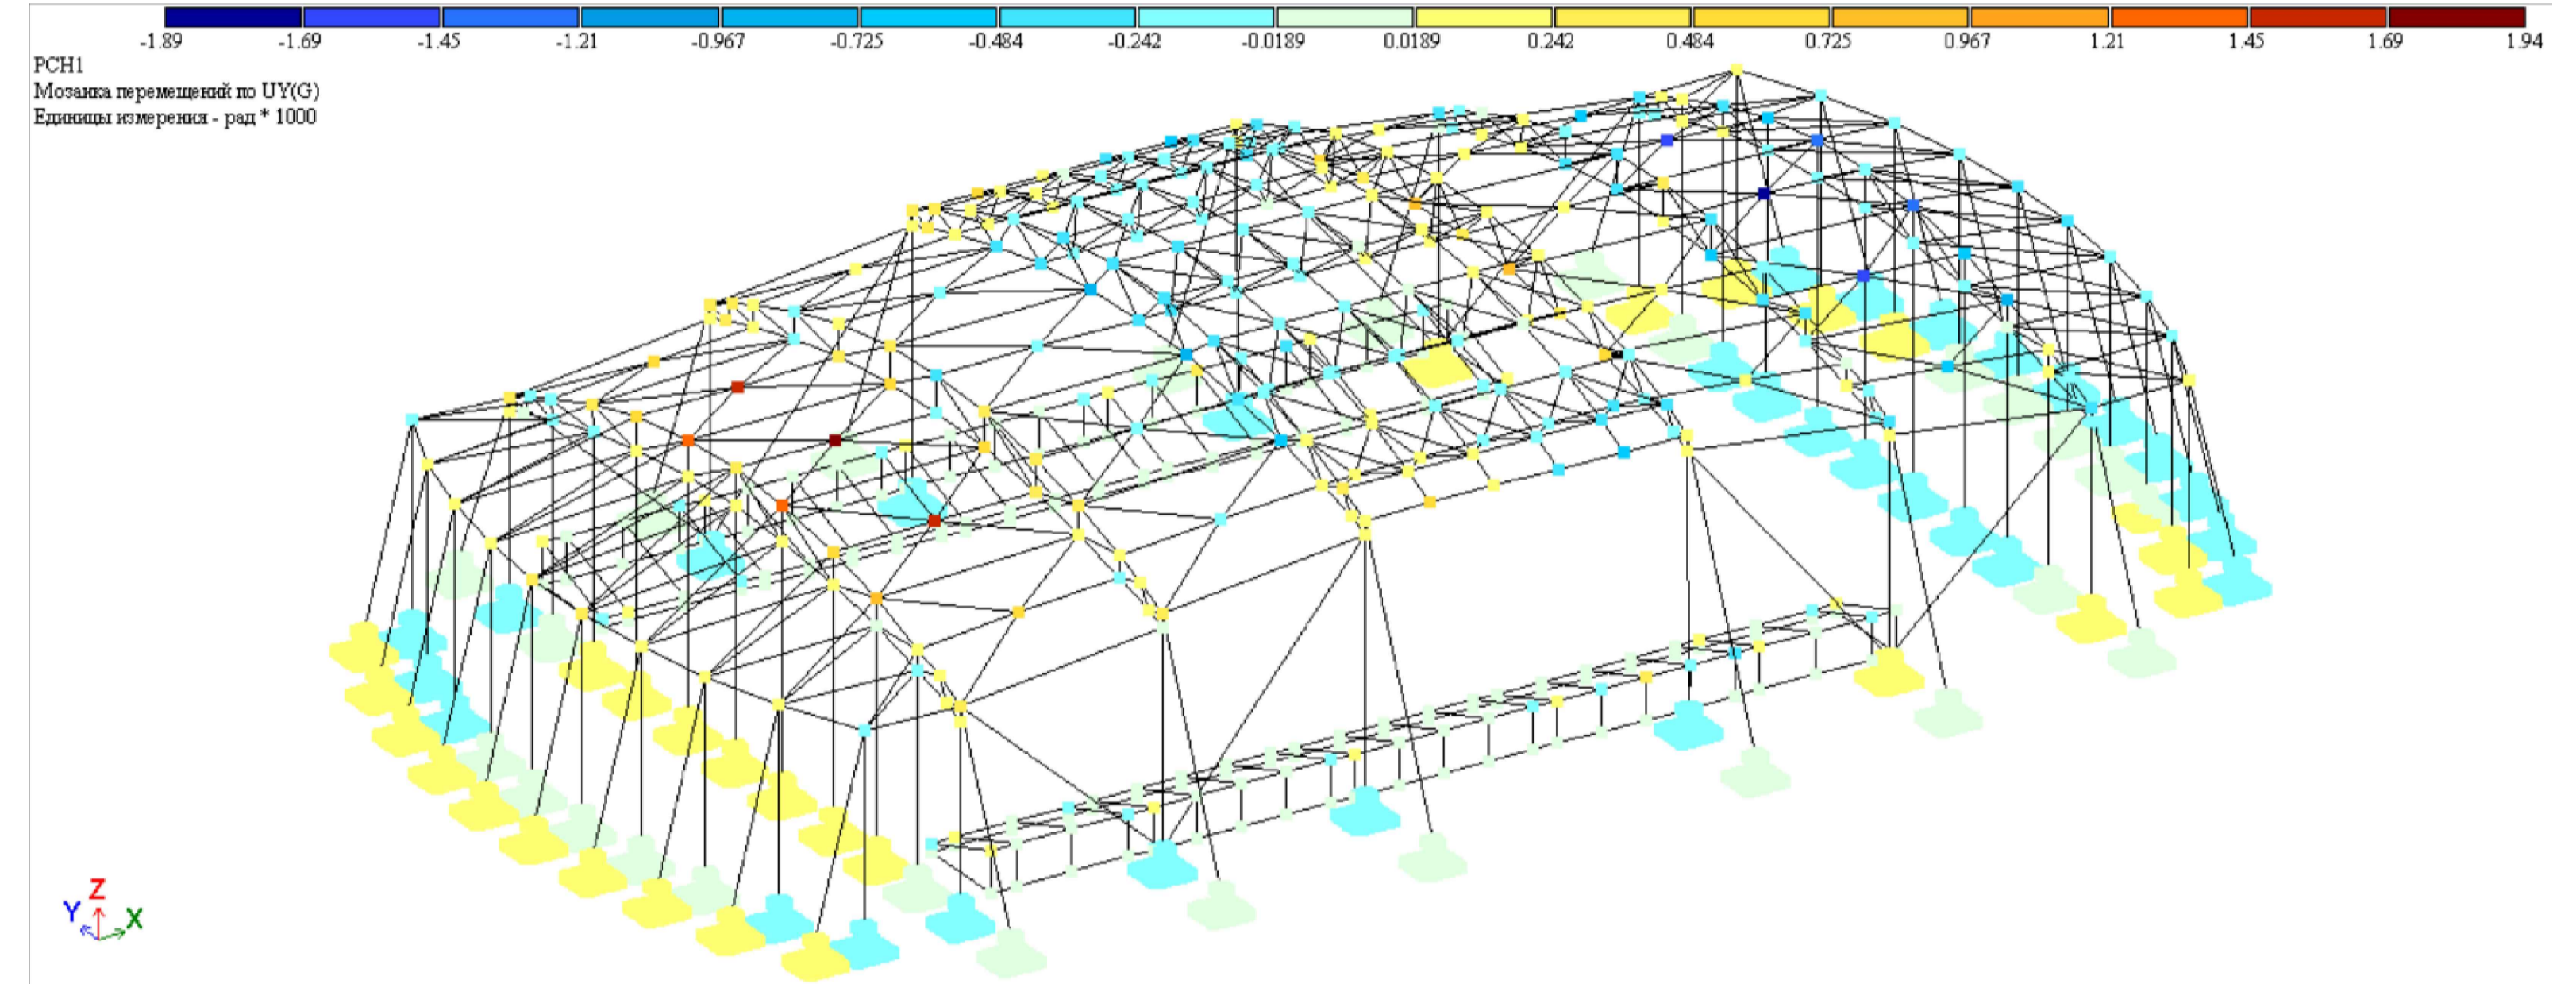 -1.89 -1.69 -1.45 -1.21 -0.967 -0.725 -0.484 -0.242 -0.0189 0.0189 0.242 0.484 0.725 0.967 1.21 1.45 1.69 1.94
РСН1
Мозаика перемещений по UY(G)
Единицы измерения - рад * 1000
Z
Y X